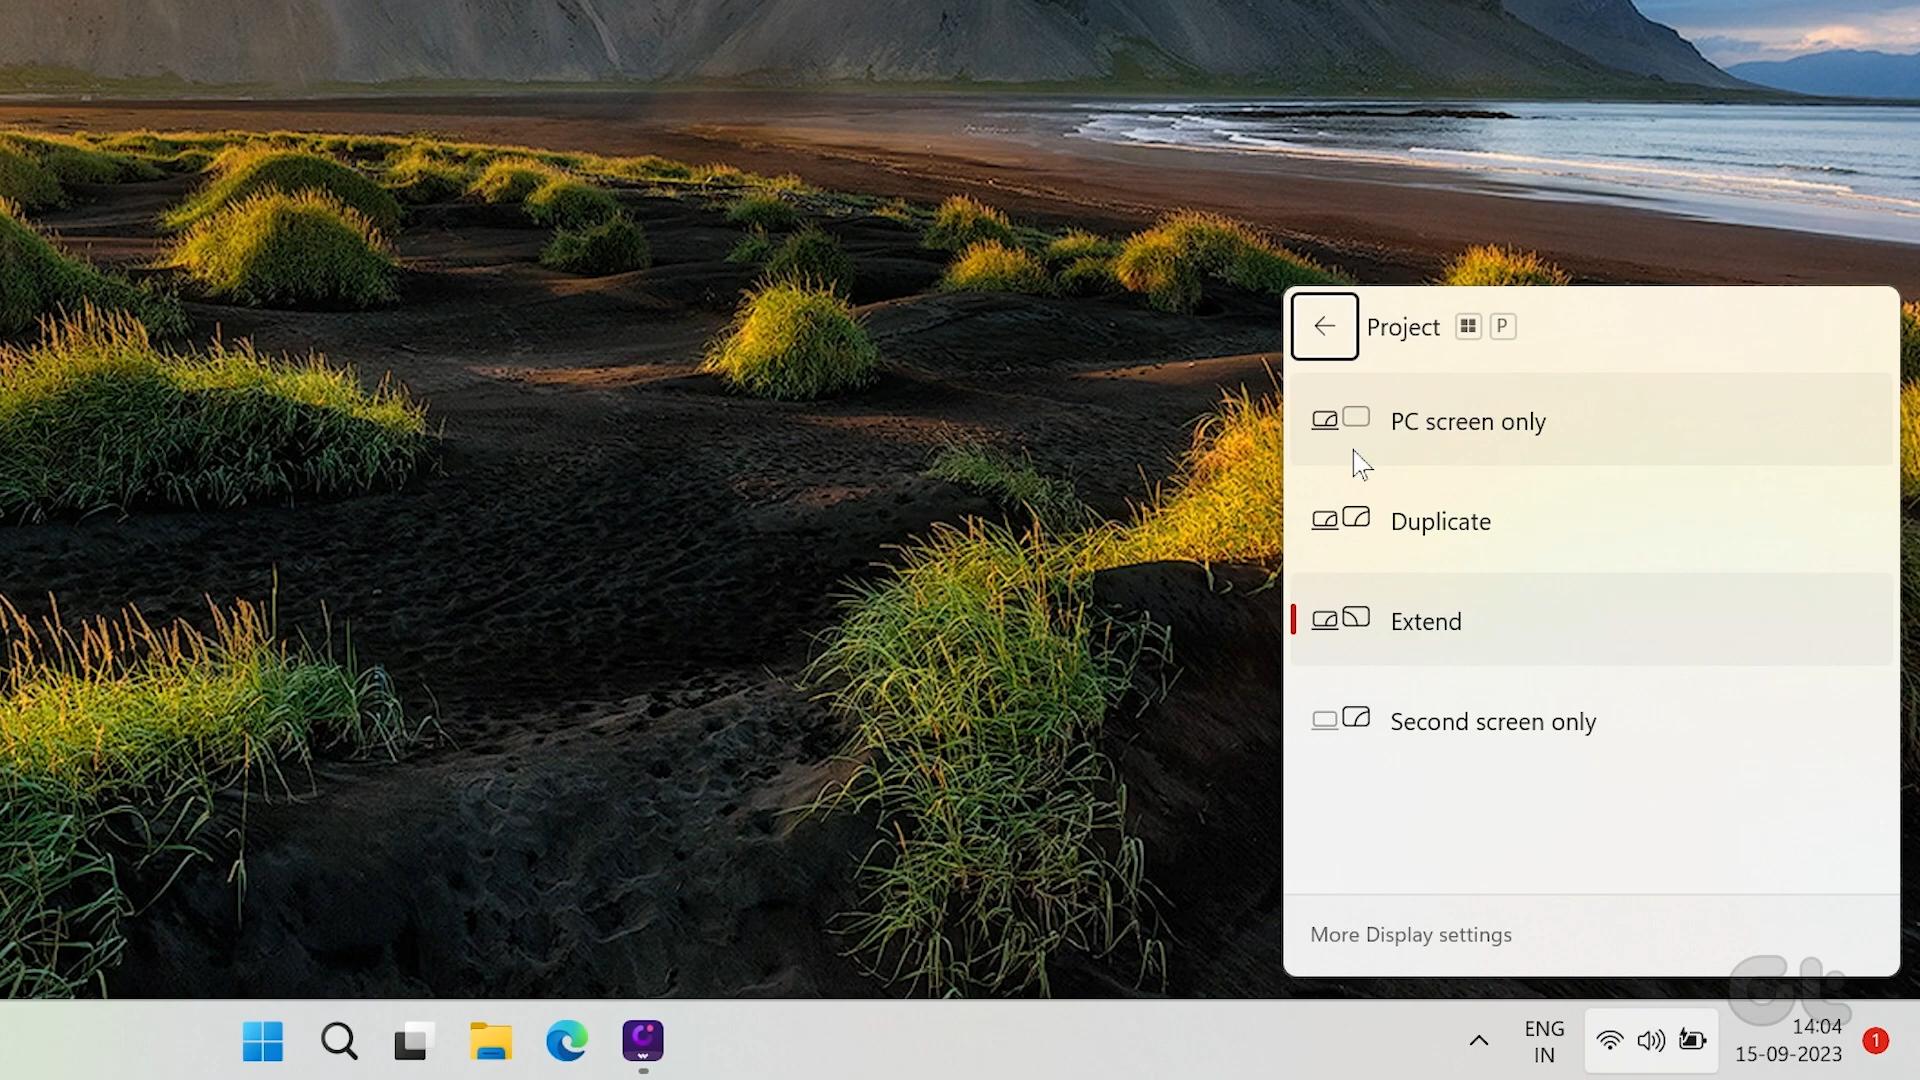 Project P
PC screen only
Duplicate
Extend
Second screen only
More Display settings
Gt
ENG
IN
14:04
15-09-2023
1